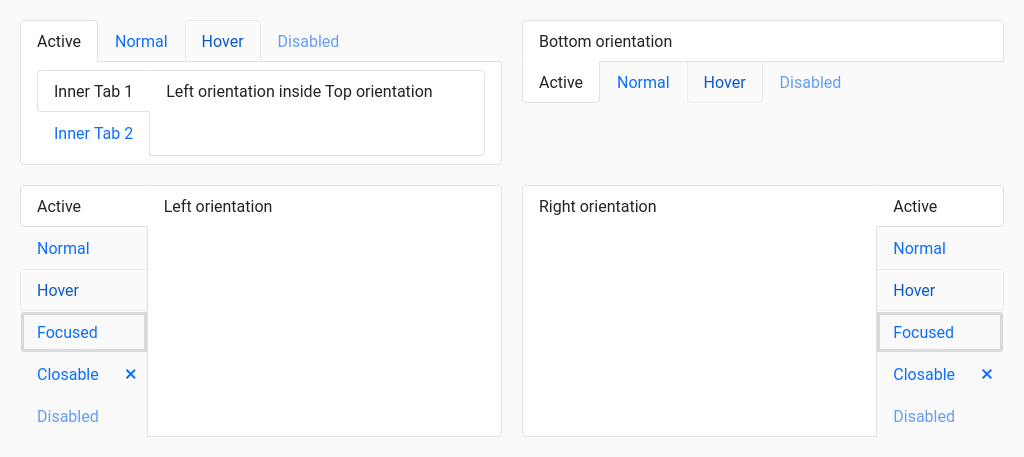 Active Normal Hover Disabled
Inner Tab 1 Left orientation inside Top orientation
Inner Tab 2
Bottom orientation
Active Normal Hover Disabled
Active Left orientation
Normal
Hover
Focused
Closable ×
Disabled
Right orientation Active
Normal
Hover
Focused
Closable ×
Disabled